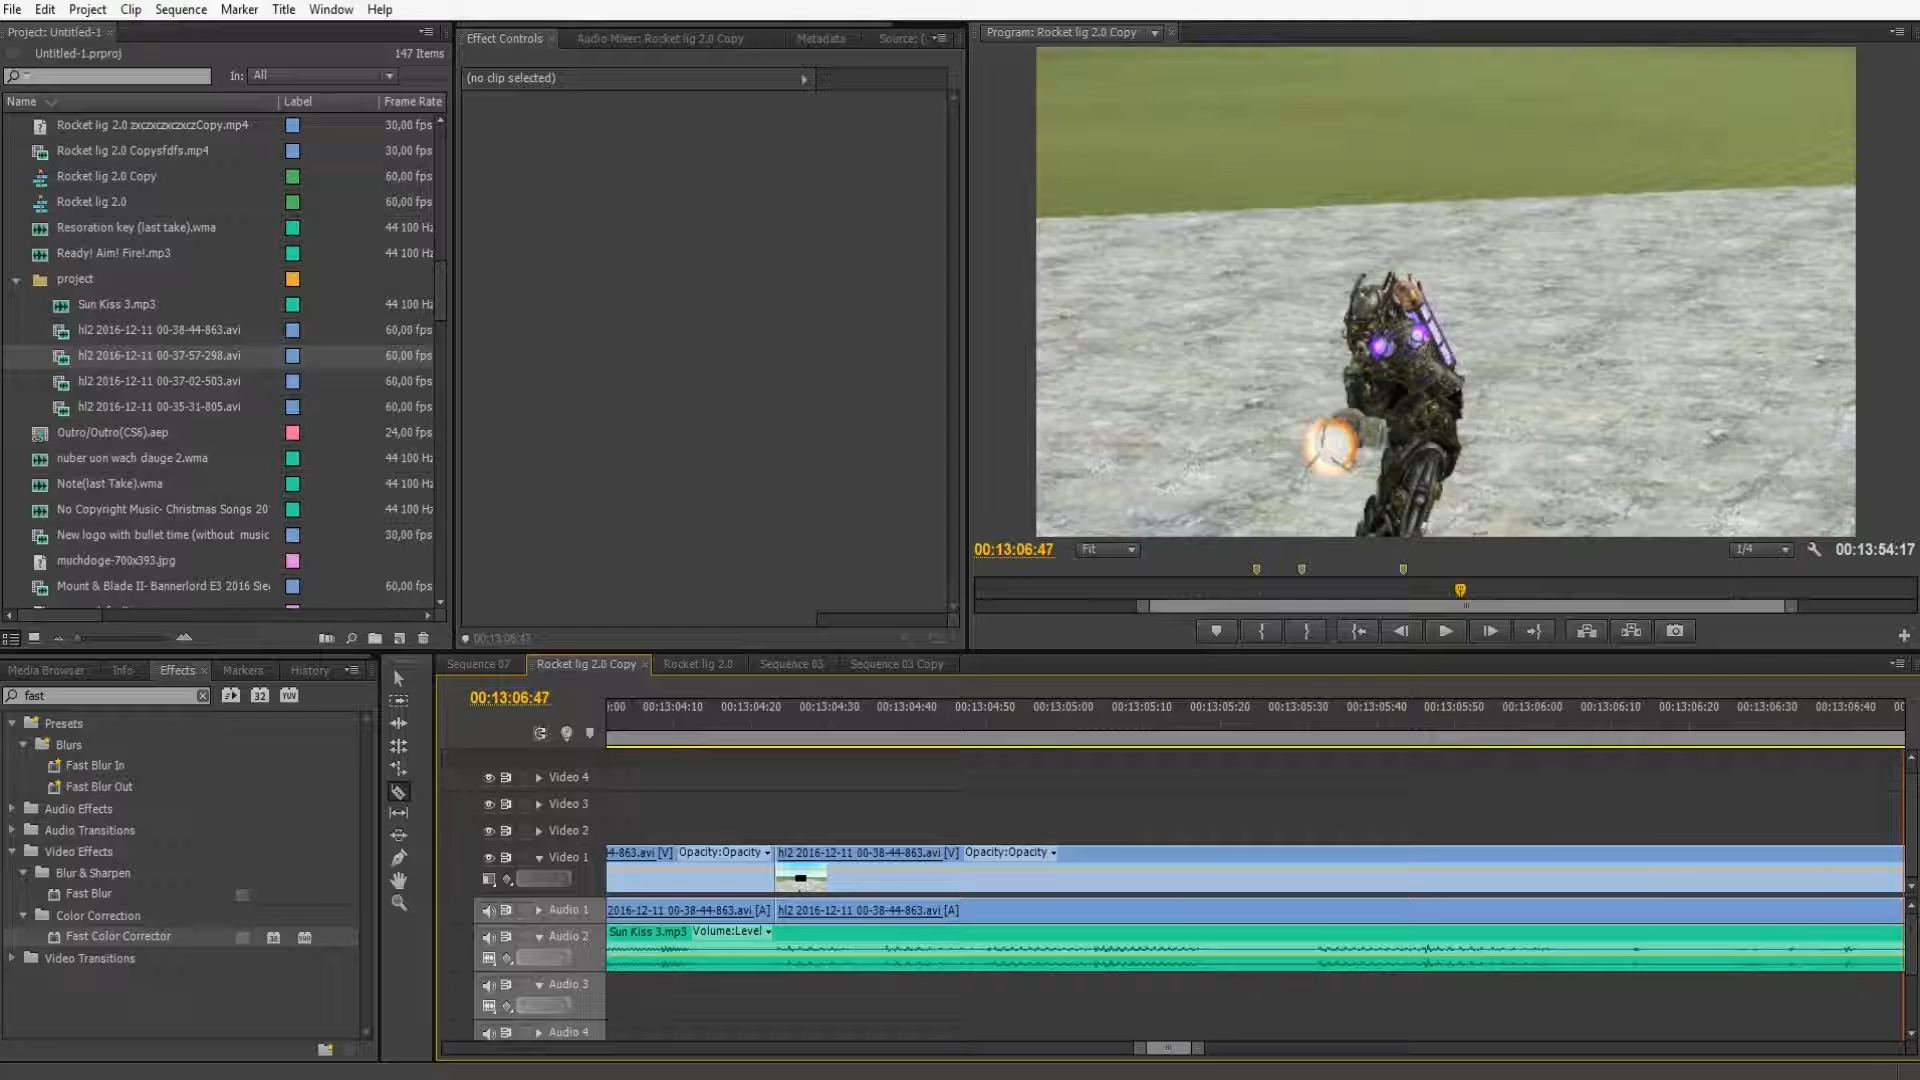 File Edit Project Clip Sequence Marker Title Window Help
Project: Untitled-1
Untitled-1.prproj 147 Items
In: All
Name Label Frame Rate
Rocket lig 2.0 zxczxczxczxczCopy.mp4 30,00 fps
Rocket lig 2.0 Copysfdfs.mp4 30,00 fps
Rocket lig 2.0 Copy 60,00 fps
Rocket lig 2.0 60,00 fps
Resoration key (last take).wma 44 100 Hz
Ready! Aim! Fire!.mp3 44 100 Hz
project
Sun Kiss 3.mp3 44 100 Hz
hl2 2016-12-11 00-38-44-863.avi 60,00 fps
hl2 2016-12-11 00-37-57-298.avi 60,00 fps
hl2 2016-12-11 00-37-02-503.avi 60,00 fps
hl2 2016-12-11 00-35-31-805.avi 60,00 fps
Outro/Outro(CS6).aep 24,00 fps
nuber uon wach dauge 2.wma 44 100 Hz
Note(last Take).wma 44 100 Hz
No Copyright Music- Christmas Songs 20 44 100 Hz
New logo with bullet time (without music 30,00 fps
muchdoge-700x393.jpg
Mount & Blade II- Bannerlord E3 2016 Sie 60,00 fps
Effect Controls Audio Mixer: Rocket lig 2.0 Copy Metadata Source: (
(no clip selected)
00:13:06:47
Program: Rocket lig 2.0 Copy
00:13:06:47 Fit 1/4 00:13:54:17
Media Browser Info Effects Markers History
fast 32 YUV
Presets
Blurs
Fast Blur In
Fast Blur Out
Audio Effects
Audio Transitions
Video Effects
Blur & Sharpen
Fast Blur
Color Correction
Fast Color Corrector
Video Transitions
Sequence 07 Rocket lig 2.0 Copy Rocket lig 2.0 Sequence 03 Sequence 03 Copy
00:13:06:47
:00 00:13:04:10 00:13:04:20 00:13:04:30 00:13:04:40 00:13:04:50 00:13:05:00 00:13:05:10 00:13:05:20 00:13:05:30 00:13:05:40 00:13:05:50 00:13:06:00 00:13:06:10 00:13:06:20 00:13:06:30 00:13:06:40 00
Video 4
Video 3
Video 2
Video 1 4-863.avi [V] Opacity:Opacity hl2 2016-12-11 00-38-44-863.avi [V] Opacity:Opacity
Audio 1 2016-12-11 00-38-44-863.avi [A] hl2 2016-12-11 00-38-44-863.avi [A]
Audio 2 Sun Kiss 3.mp3 Volume:Level
Audio 3
Audio 4